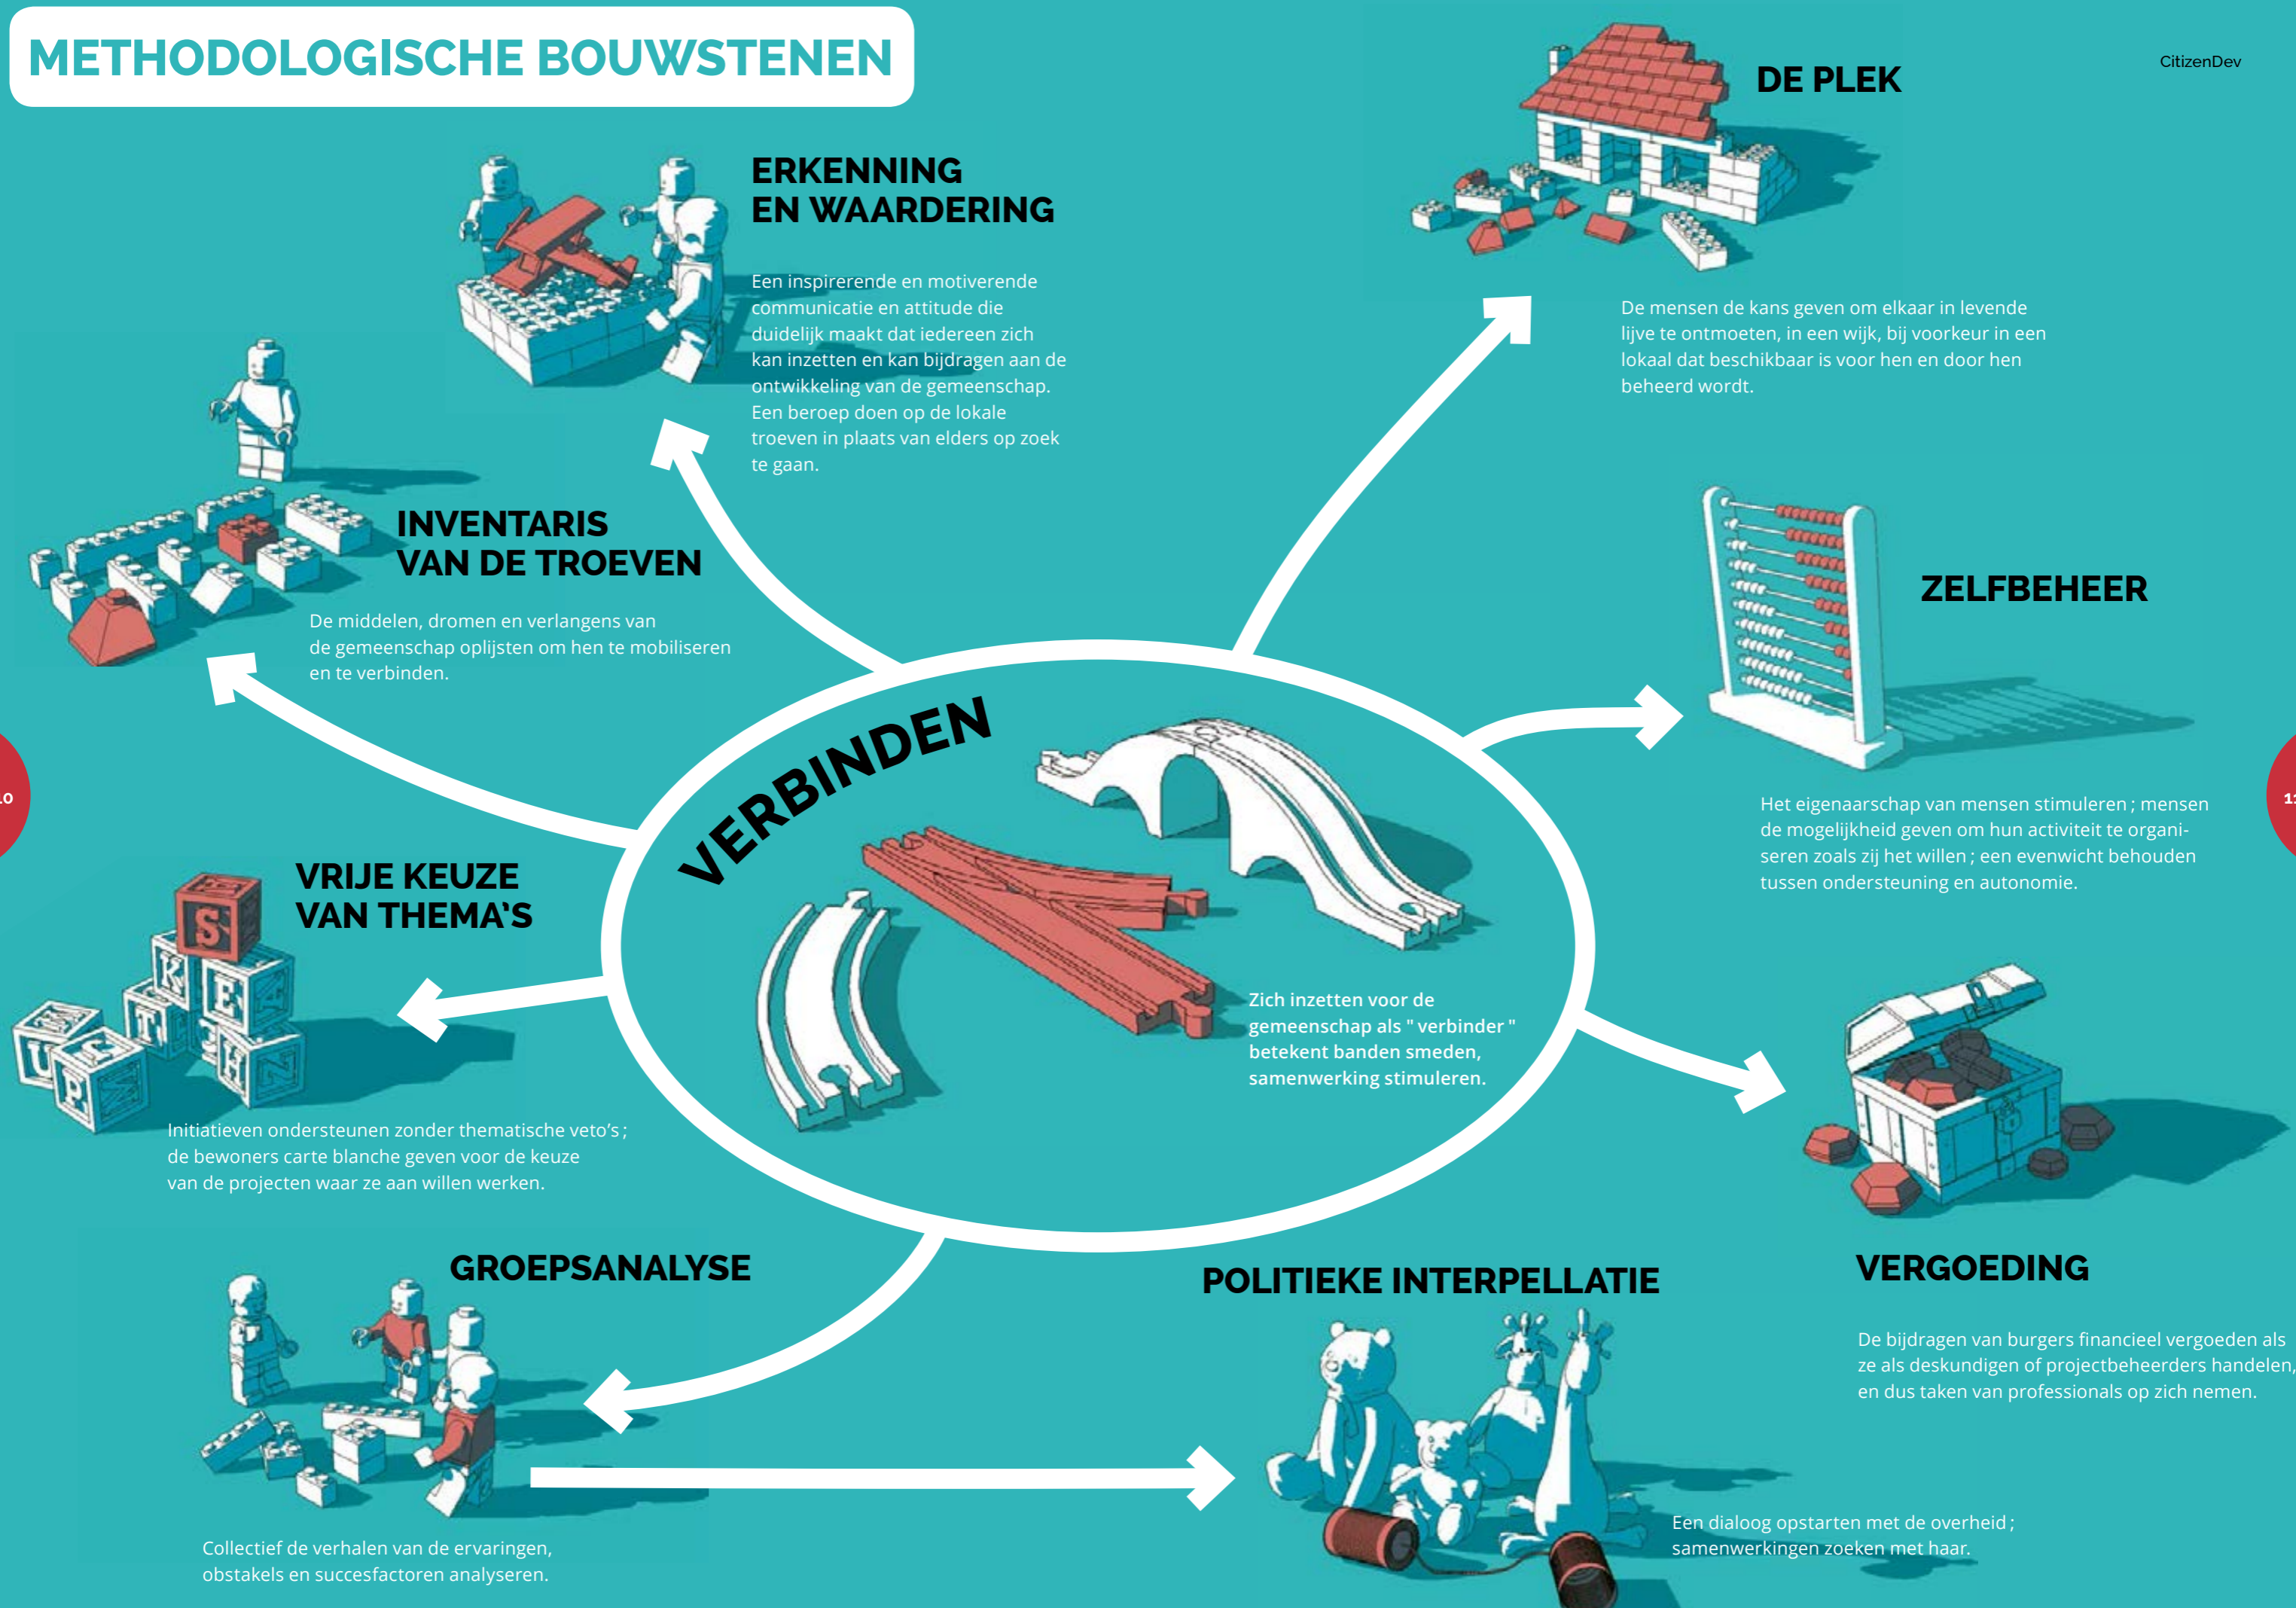 METHODOLOGISCHE BOUWSTENEN
CitizenDev
ERKENNING
EN WAARDERING
Een inspirerende en motiverende
communicatie en attitude die
duidelijk maakt dat iedereen zich
kan inzetten en kan bijdragen aan de
ontwikkeling van de gemeenschap.
Een beroep doen op de lokale
troeven in plaats van elders op zoek
te gaan.
DE PLEK
De mensen de kans geven om elkaar in levende
lijve te ontmoeten, in een wijk, bij voorkeur in een
lokaal dat beschikbaar is voor hen en door hen
beheerd wordt.
INVENTARIS
VAN DE TROEVEN
De middelen, dromen en verlangens van
de gemeenschap oplijsten om hen te mobiliseren
en te verbinden.
ZELFBEHEER
Het eigenaarschap van mensen stimuleren ; mensen
de mogelijkheid geven om hun activiteit te organi-
seren zoals zij het willen ; een evenwicht behouden
tussen ondersteuning en autonomie.
VERBINDEN
Zich inzetten voor de
gemeenschap als " verbinder "
betekent banden smeden,
samenwerking stimuleren.
VRIJE KEUZE
VAN THEMA'S
S
K E
T H
U P
Initiatieven ondersteunen zonder thematische veto's ;
de bewoners carte blanche geven voor de keuze
van de projecten waar ze aan willen werken.
GROEPSANALYSE
Collectief de verhalen van de ervaringen,
obstakels en succesfactoren analyseren.
POLITIEKE INTERPELLATIE
Een dialoog opstarten met de overheid ;
samenwerkingen zoeken met haar.
VERGOEDING
De bijdragen van burgers financieel vergoeden als
ze als deskundigen of projectbeheerders handelen,
en dus taken van professionals op zich nemen.